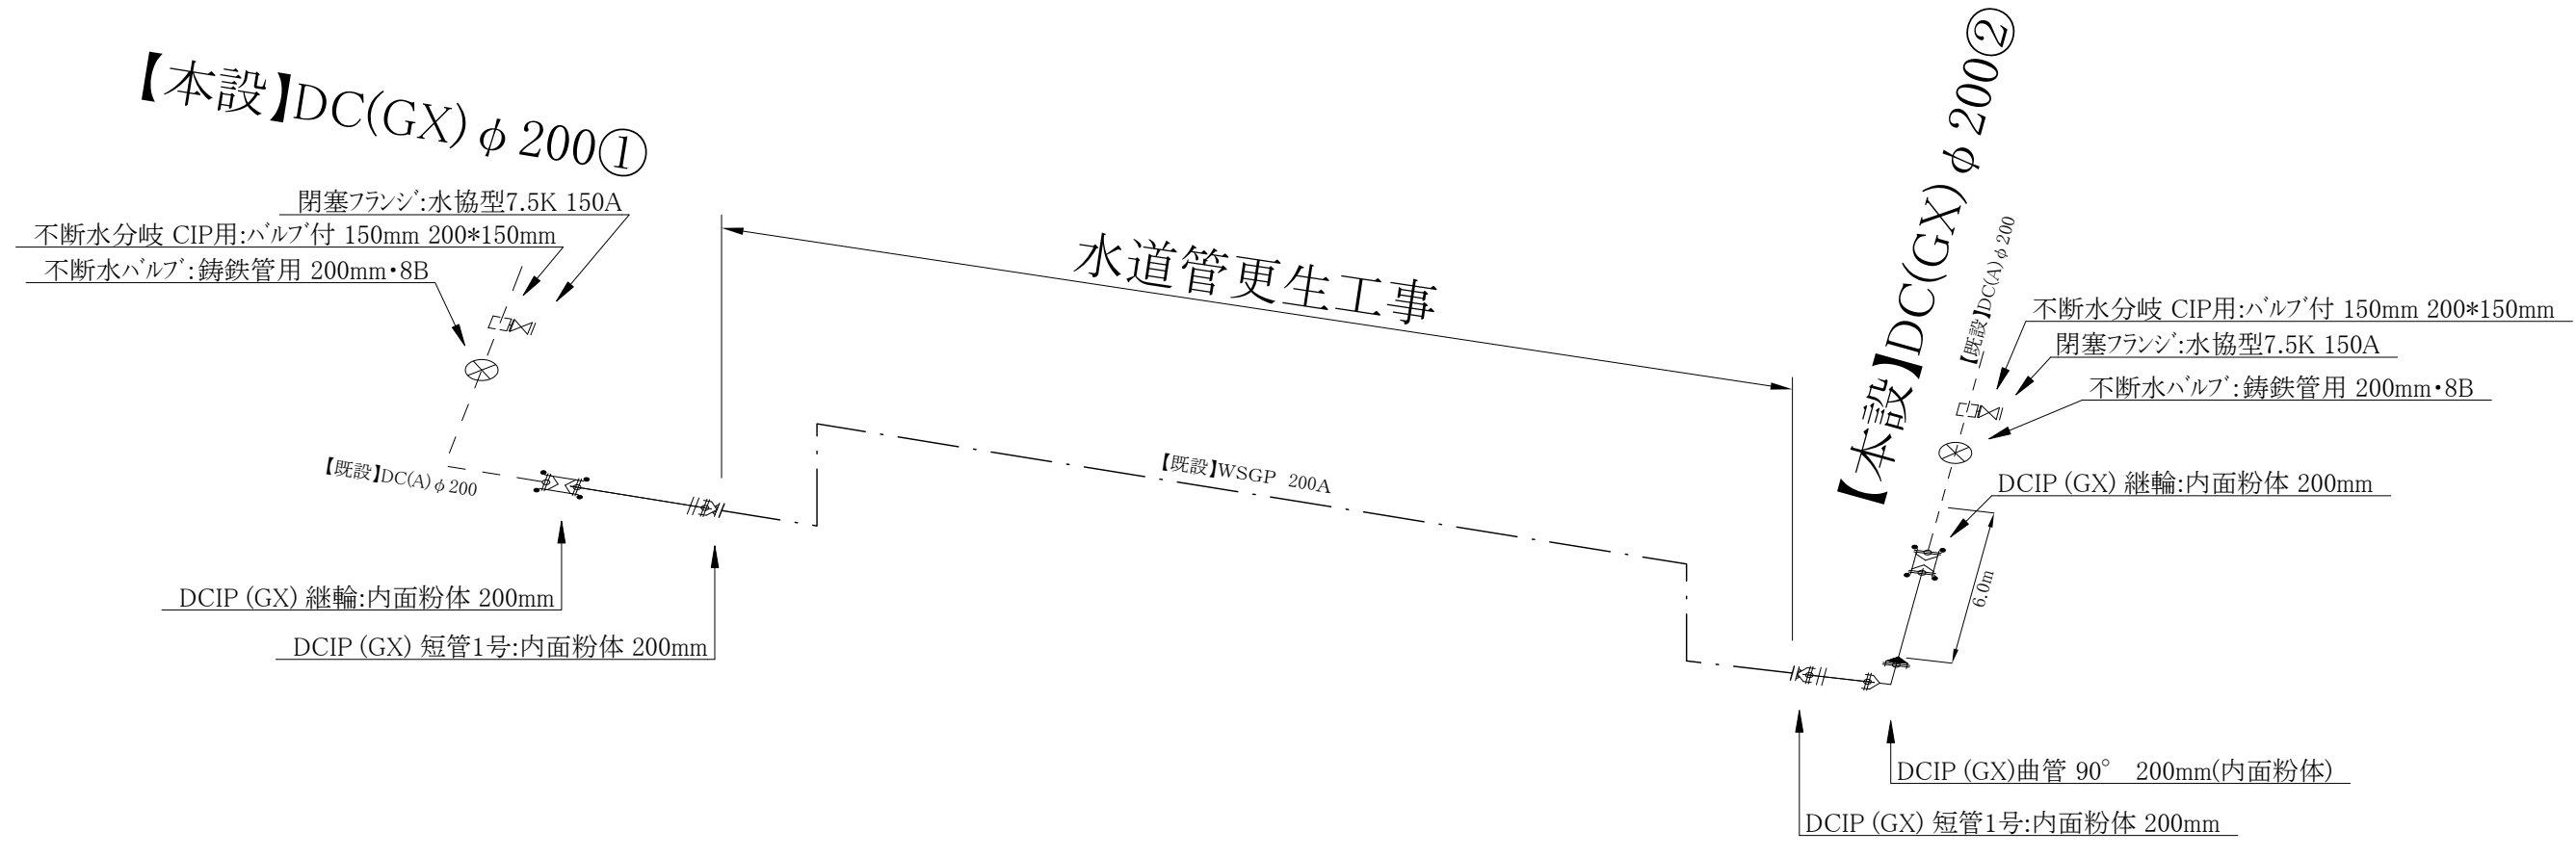 【本設】DC(GX)φ200①
閉塞フランジ:水協型7.5K 150A
不断水分岐 CIP用:バルブ付 150mm 200*150mm
不断水バルブ:鋳鉄管用 200mm・8B
【既設】DC(A)φ200
DCIP (GX) 継輪:内面粉体 200mm
DCIP (GX) 短管1号:内面粉体 200mm
水道管更生工事
【既設】WSGP 200A
【本設】DC(GX)φ200②
【既設】DC(A)φ200
不断水分岐 CIP用:バルブ付 150mm 200*150mm
閉塞フランジ:水協型7.5K 150A
不断水バルブ:鋳鉄管用 200mm・8B
DCIP (GX) 継輪:内面粉体 200mm
6.0m
DCIP (GX)曲管 90° 200mm(内面粉体)
DCIP (GX) 短管1号:内面粉体 200mm